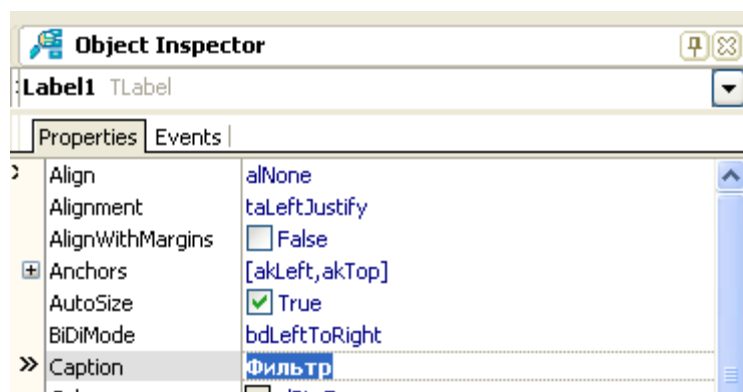 Object Inspector
Label1 TLabel
Properties Events
Align alNone
Alignment taLeftJustify
AlignWithMargins False
Anchors [akLeft,akTop]
AutoSize True
BiDiMode bdLeftToRight
Caption Фильтр